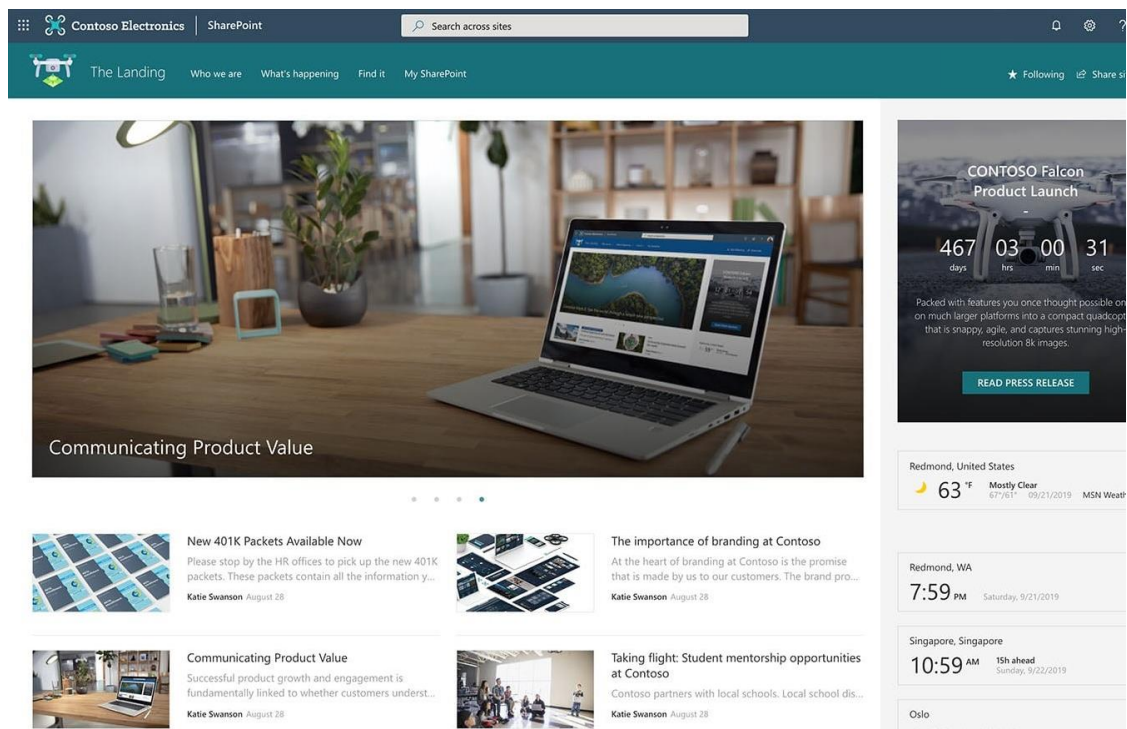 Contoso Electronics
SharePoint
Search across sites
The Landing
Who we are
What's happening
Find it
My SharePoint
Following
Share
Communicating Product Value
CONTOSO Falcon
Product Launch
-
467 03 00 31
days hrs min sec
Packed with features you once thought possible
on much larger platforms into a compact
that is snappy, agile, and captures stunning high-
resolution 8k images.
READ PRESS RELEASE
New 401K Packets Available Now
Please stop by the HR offices to pick up the new 401K
packets. These packets contain all the information y...
Katie Swanson August 28
The importance of branding at Contoso
At the heart of branding at Contoso is the promise
that is made by us to our customers. The brand pro...
Katie Swanson August 28
Communicating Product Value
Successful product growth and engagement is
fundamentally linked to whether customers underst...
Katie Swanson August 28
Taking flight: Student mentorship opportunities
at Contoso
Contoso partners with local schools. Local school dis...
Katie Swanson August 28
Redmond, United States
63 °F
Mostly Clear
67°/61° 09/21/2019
MSN
Redmond, WA
7:59 PM
Saturday, 9/21/2019
Singapore, Singapore
10:59 AM
15h ahead
Sunday, 9/22/2019
Oslo